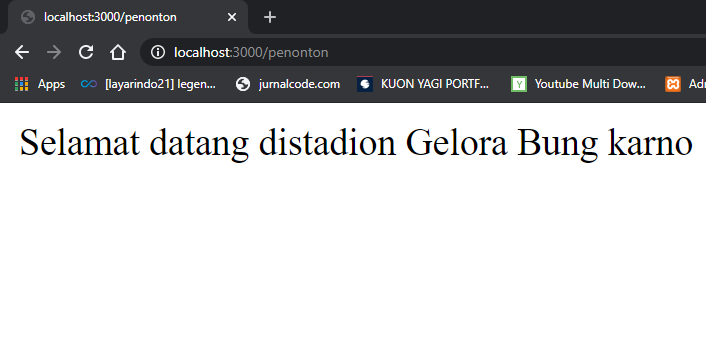 localhost:3000/penonton
localhost:3000/penonton
Apps [layarindo21] legen... jurnalcode.com KUON YAGI PORTF... Youtube Multi Dow... Adr
Selamat datang distadion Gelora Bung karno